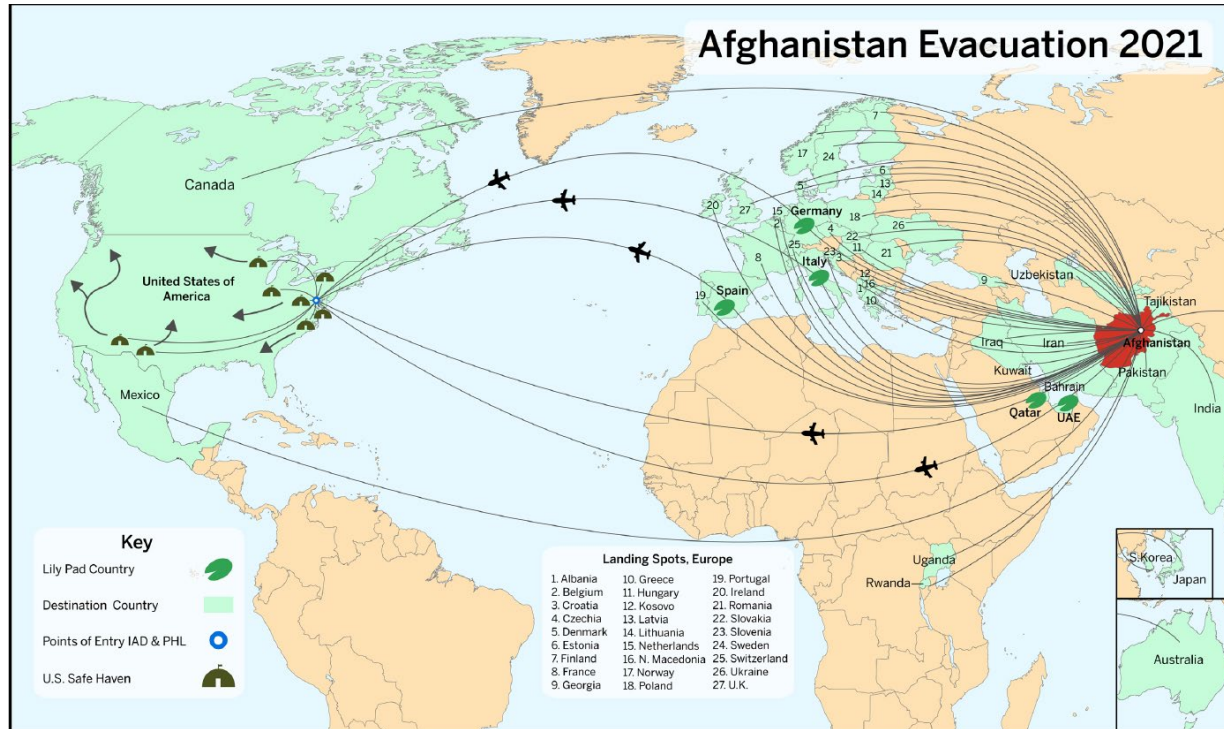 Afghanistan Evacuation 2021
7
17
24
Canada
6
5
13
14
20
27
15
2
Germany
18
4
26
22
11
25
23
3
21
United States of
America
8
Italy
12
16
1
10
9
Uzbekistan
Spain
19
Tajikistan
Iraq
Iran
Afghanistan
Mexico
Kuwait
Pakistan
Bahrain
Qatar
UAE
India
Key
Lily Pad Country
Destination Country
Points of Entry IAD & PHL
U.S. Safe Haven
Landing Spots, Europe
1. Albania
2. Belgium
3. Croatia
4. Czechia
5. Denmark
6. Estonia
7. Finland
8. France
9. Georgia
10. Greece
11. Hungary
12. Kosovo
13. Latvia
14. Lithuania
15. Netherlands
16. N. Macedonia
17. Norway
18. Poland
19. Portugal
20. Ireland
21. Romania
22. Slovakia
23. Slovenia
24. Sweden
25. Switzerland
26. Ukraine
27. U.K.
Uganda
Rwanda
S.Korea
Japan
Australia